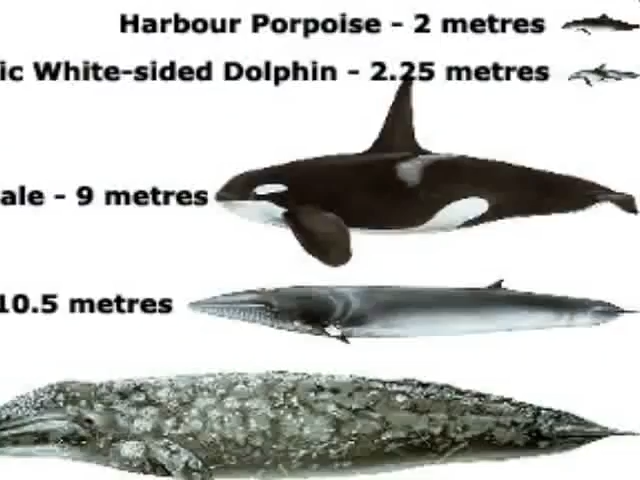 Harbour Porpoise - 2 metres
ic White-sided Dolphin - 2.25 metres
ale - 9 metres
10.5 metres